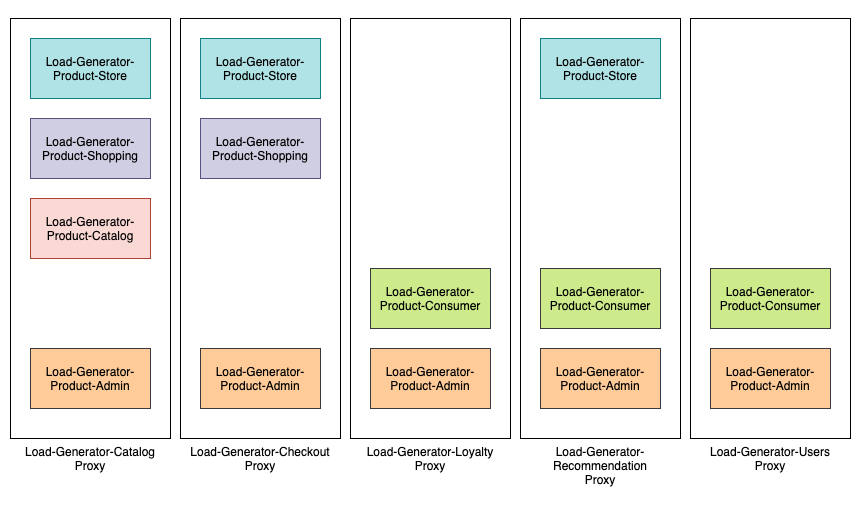 Load-Generator-
Product-Store
Load-Generator-
Product-Shopping
Load-Generator-
Product-Catalog
Load-Generator-
Product-Admin
Load-Generator-Catalog
Proxy
Load-Generator-
Product-Store
Load-Generator-
Product-Shopping
Load-Generator-
Product-Admin
Load-Generator-Checkout
Proxy
Load-Generator-
Product-Consumer
Load-Generator-
Product-Admin
Load-Generator-Loyalty
Proxy
Load-Generator-
Product-Store
Load-Generator-
Product-Consumer
Load-Generator-
Product-Admin
Load-Generator-
Recommendation
Proxy
Load-Generator-
Product-Consumer
Load-Generator-
Product-Admin
Load-Generator-Users
Proxy